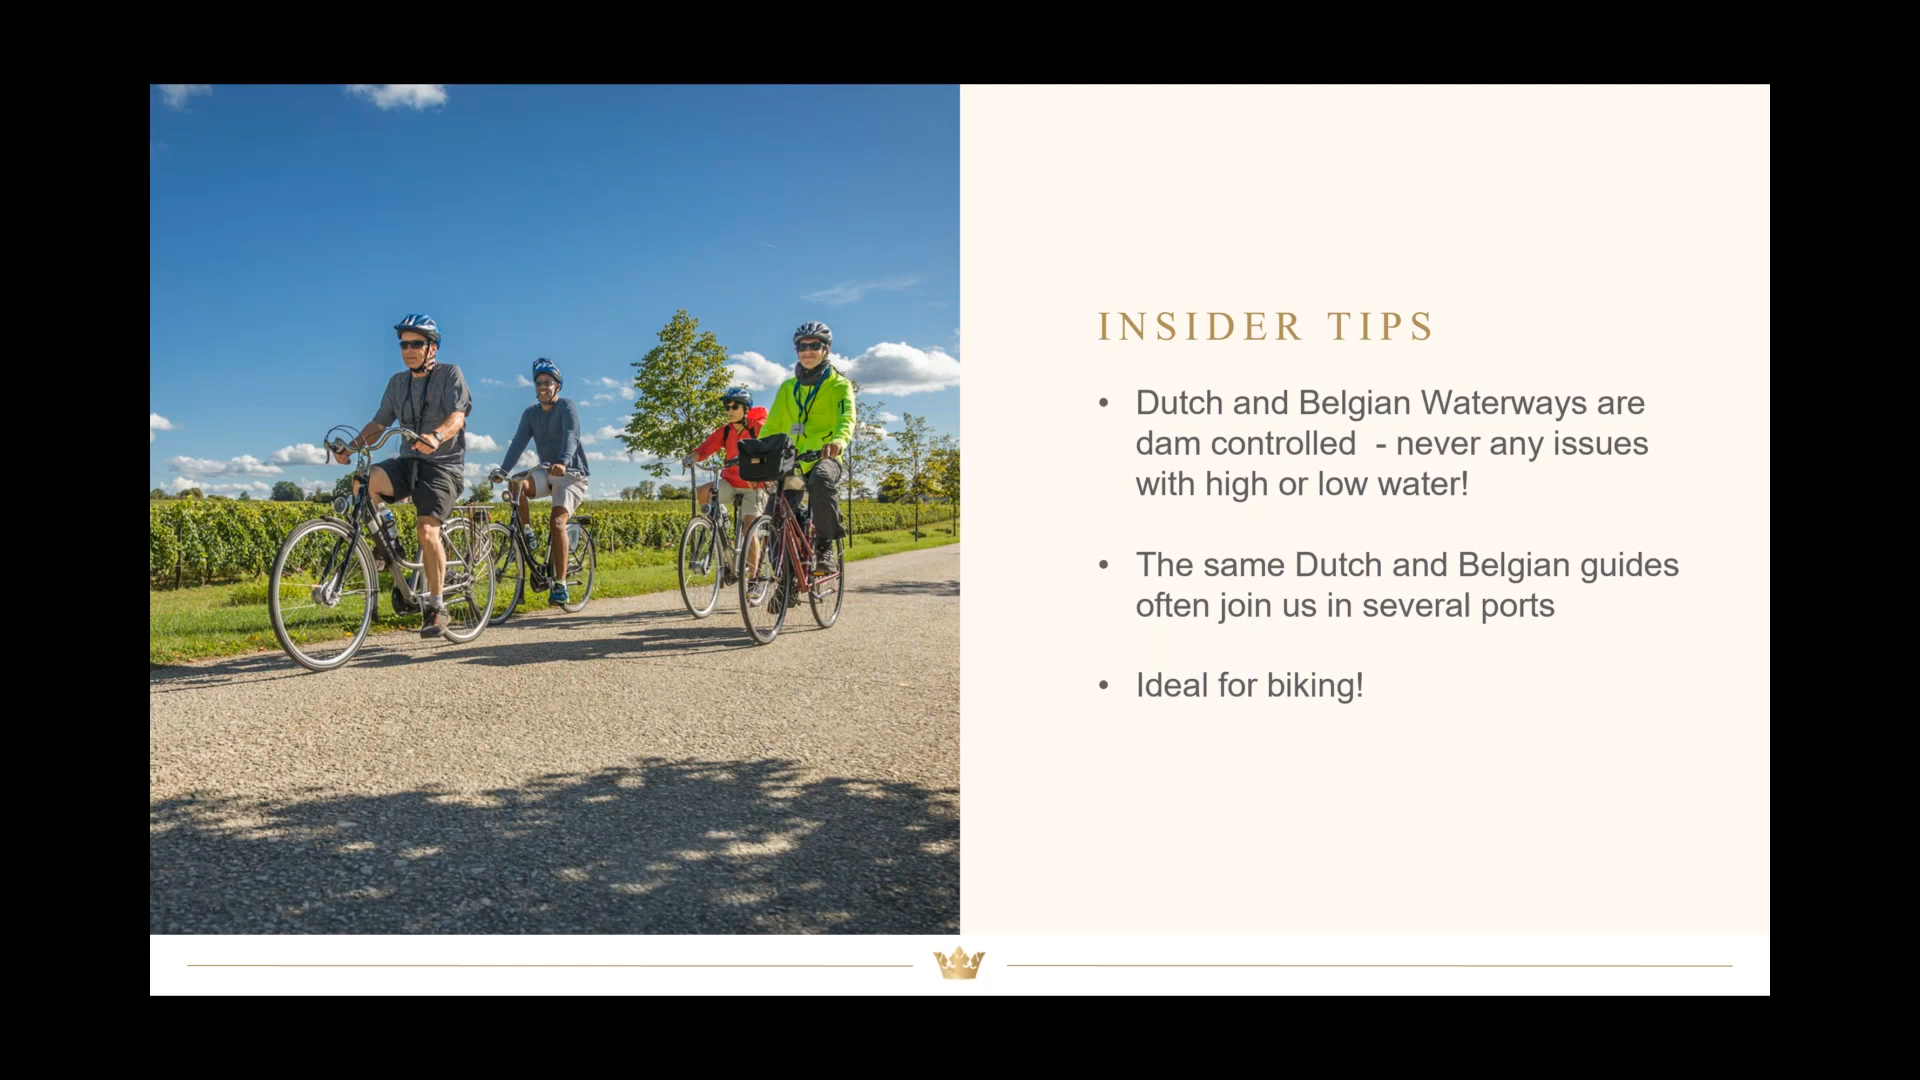 INSIDER TIPS
• Dutch and Belgian Waterways are
dam controlled  - never any issues
with high or low water!
• The same Dutch and Belgian guides
often join us in several ports
• Ideal for biking!